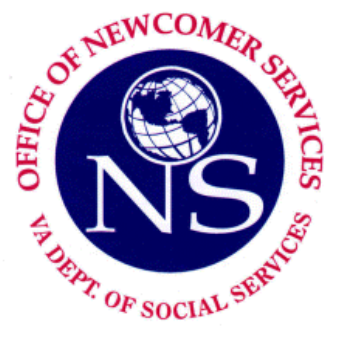 OFFICE OF NEWCOMER SERVICES
NS
VA DEPT. OF SOCIAL SERVICES